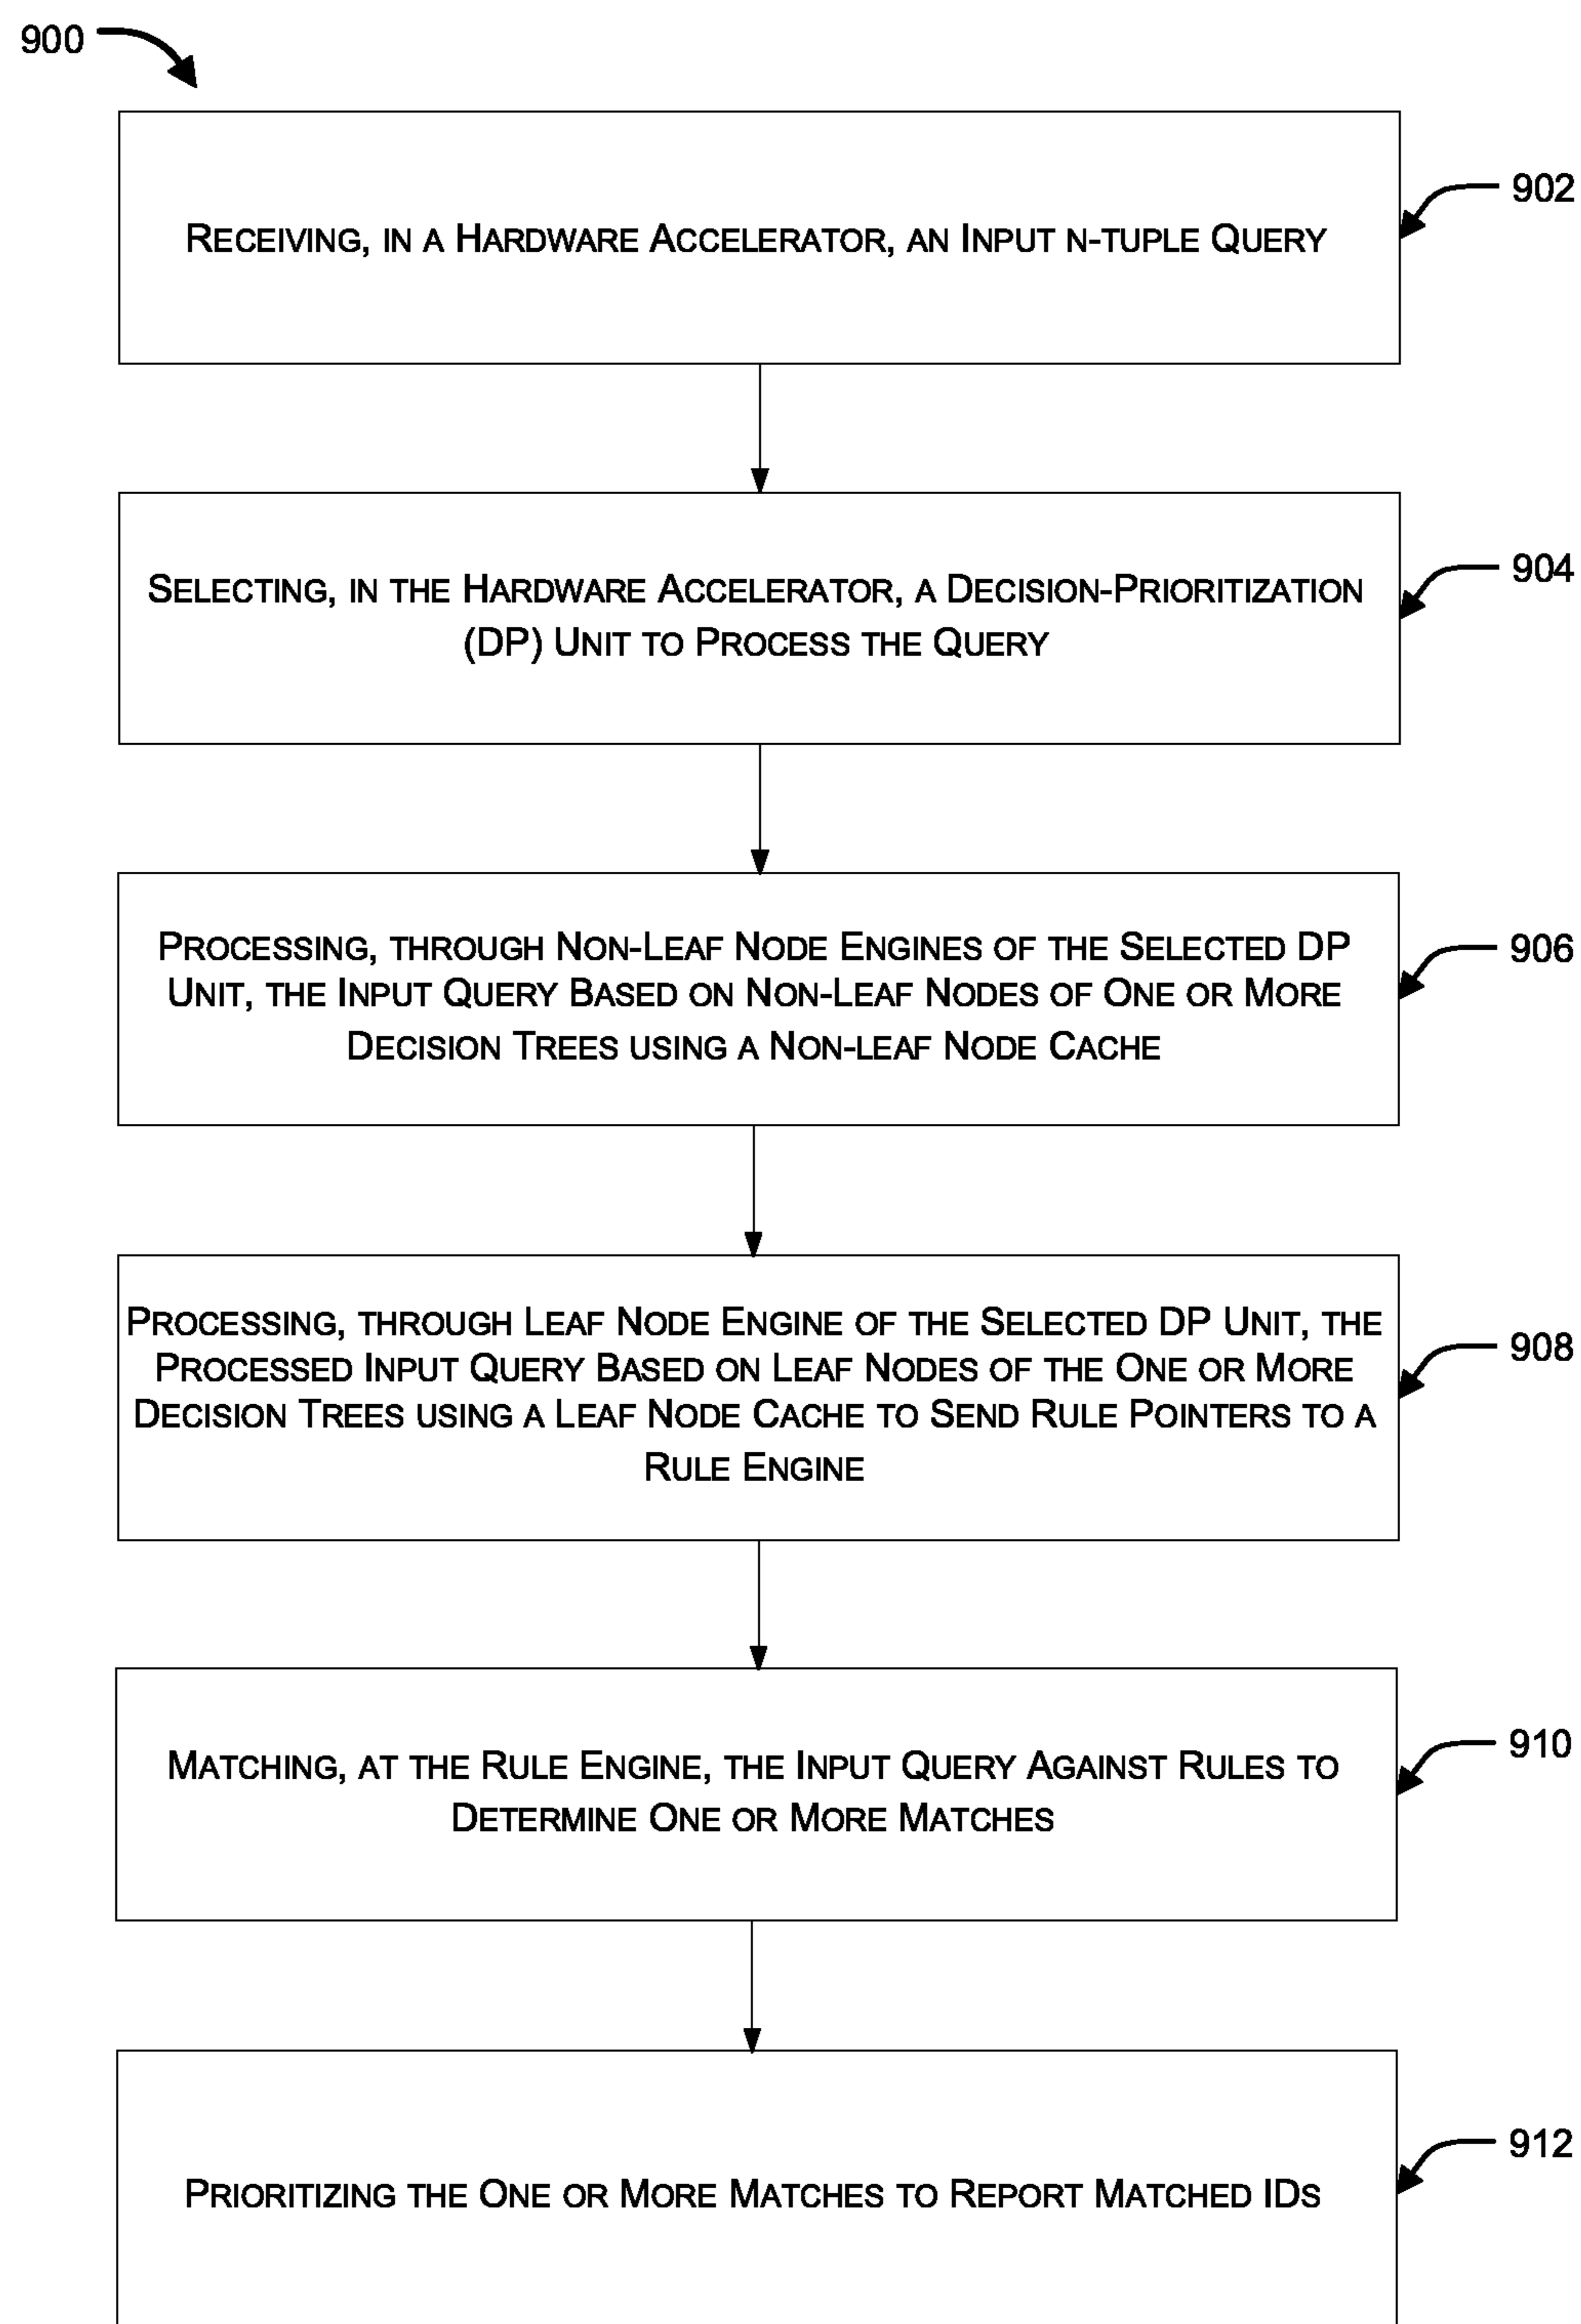 900
RECEIVING, IN A HARDWARE ACCELERATOR, AN INPUT N-TUPLE QUERY
902
SELECTING, IN THE HARDWARE ACCELERATOR, A DECISION-PRIORITIZATION
(DP) UNIT TO PROCESS THE QUERY
904
PROCESSING, THROUGH NON-LEAF NODE ENGINES OF THE SELECTED DP
UNIT, THE INPUT QUERY BASED ON NON-LEAF NODES OF ONE OR MORE
DECISION TREES USING A NON-LEAF NODE CACHE
906
PROCESSING, THROUGH LEAF NODE ENGINE OF THE SELECTED DP UNIT, THE
PROCESSED INPUT QUERY BASED ON LEAF NODES OF THE ONE OR MORE
DECISION TREES USING A LEAF NODE CACHE TO SEND RULE POINTERS TO A
RULE ENGINE
908
MATCHING, AT THE RULE ENGINE, THE INPUT QUERY AGAINST RULES TO
DETERMINE ONE OR MORE MATCHES
910
PRIORITIZING THE ONE OR MORE MATCHES TO REPORT MATCHED IDS
912